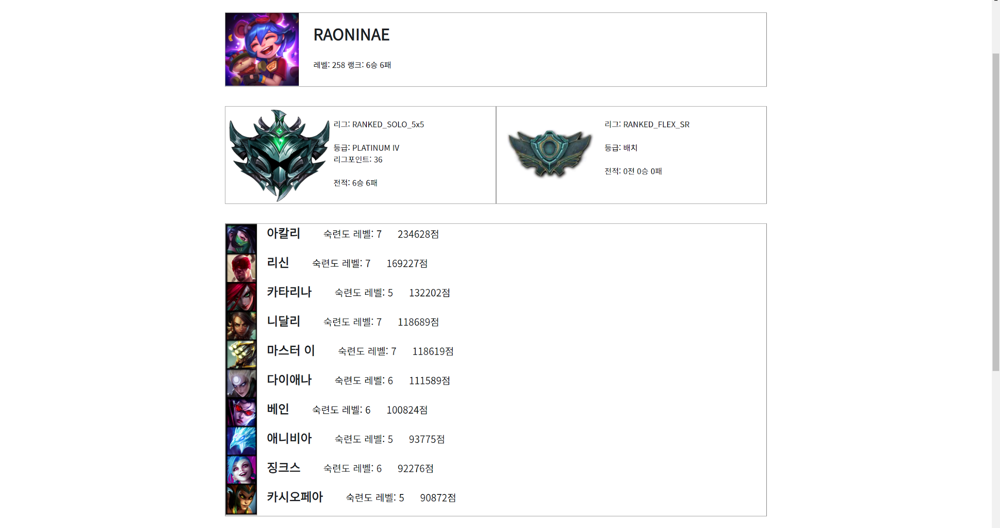 RAONINAE
레벨: 258 랭크: 6승 6패
리그: RANKED_SOLO_5x5
등급: PLATINUM IV
리그포인트: 36
전적: 6승 6패
리그: RANKED_FLEX_SR
등급: 배치
전적: 0전 0승 0패
아칼리 숙련도 레벨: 7 234628점
리신 숙련도 레벨: 7 169227점
카타리나 숙련도 레벨: 5 132202점
니달리 숙련도 레벨: 7 118689점
마스터 이 숙련도 레벨: 7 118619점
다이애나 숙련도 레벨: 6 111589점
베인 숙련도 레벨: 6 100824점
애니비아 숙련도 레벨: 5 93775점
징크스 숙련도 레벨: 6 92276점
카시오페아 숙련도 레벨: 5 90872점